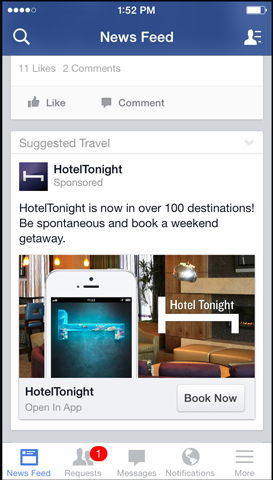 1:52 PM
News Feed
11 Likes 2 Comments
Like Comment
Suggested Travel
HotelTonight
Sponsored
HotelTonight is now in over 100 destinations!
Be spontaneous and book a weekend
getaway.
Hotel Tonight
HotelTonight
Open In App
Book Now
1
News Feed Requests Messages Notifications More